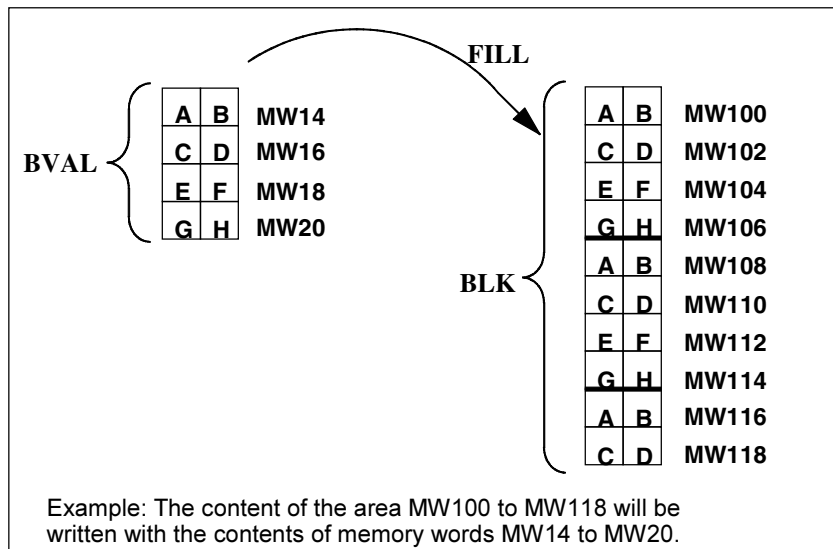 FILL
BVAL
A B MW14
C D MW16
E F MW18
G H MW20
BLK
A B MW100
C D MW102
E F MW104
G H MW106
A B MW108
C D MW110
E F MW112
G H MW114
A B MW116
C D MW118
Example: The content of the area MW100 to MW118 will be
written with the contents of memory words MW14 to MW20.